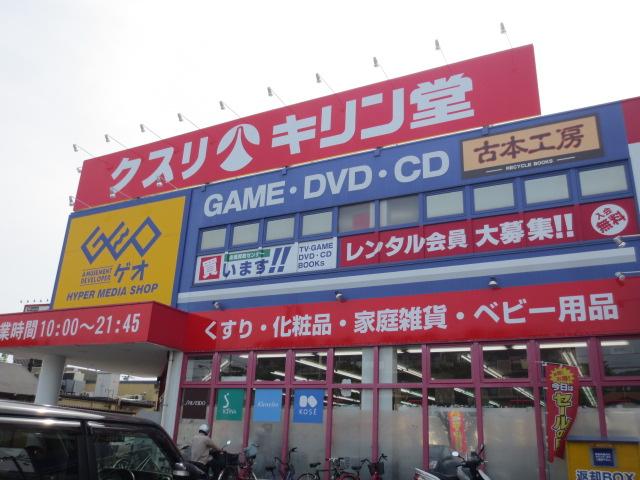 クスリ キリン堂
GAME・DVD・CD
古本工房
RECYCLE BOOKS
GEO
AMUSEMENT DEVELOPER
ゲオ
HYPER MEDIA SHOP
買います!!
TV・GAME
DVD・CD
BOOKs
レンタル会員 大募集!!
入会
無料
業時間 10:00〜21:45
くすり・化粧品・家庭雑貨・ベビー用品
SHISEIDO
Kanebo
KOSÉ
今日は
セール
返却BOX